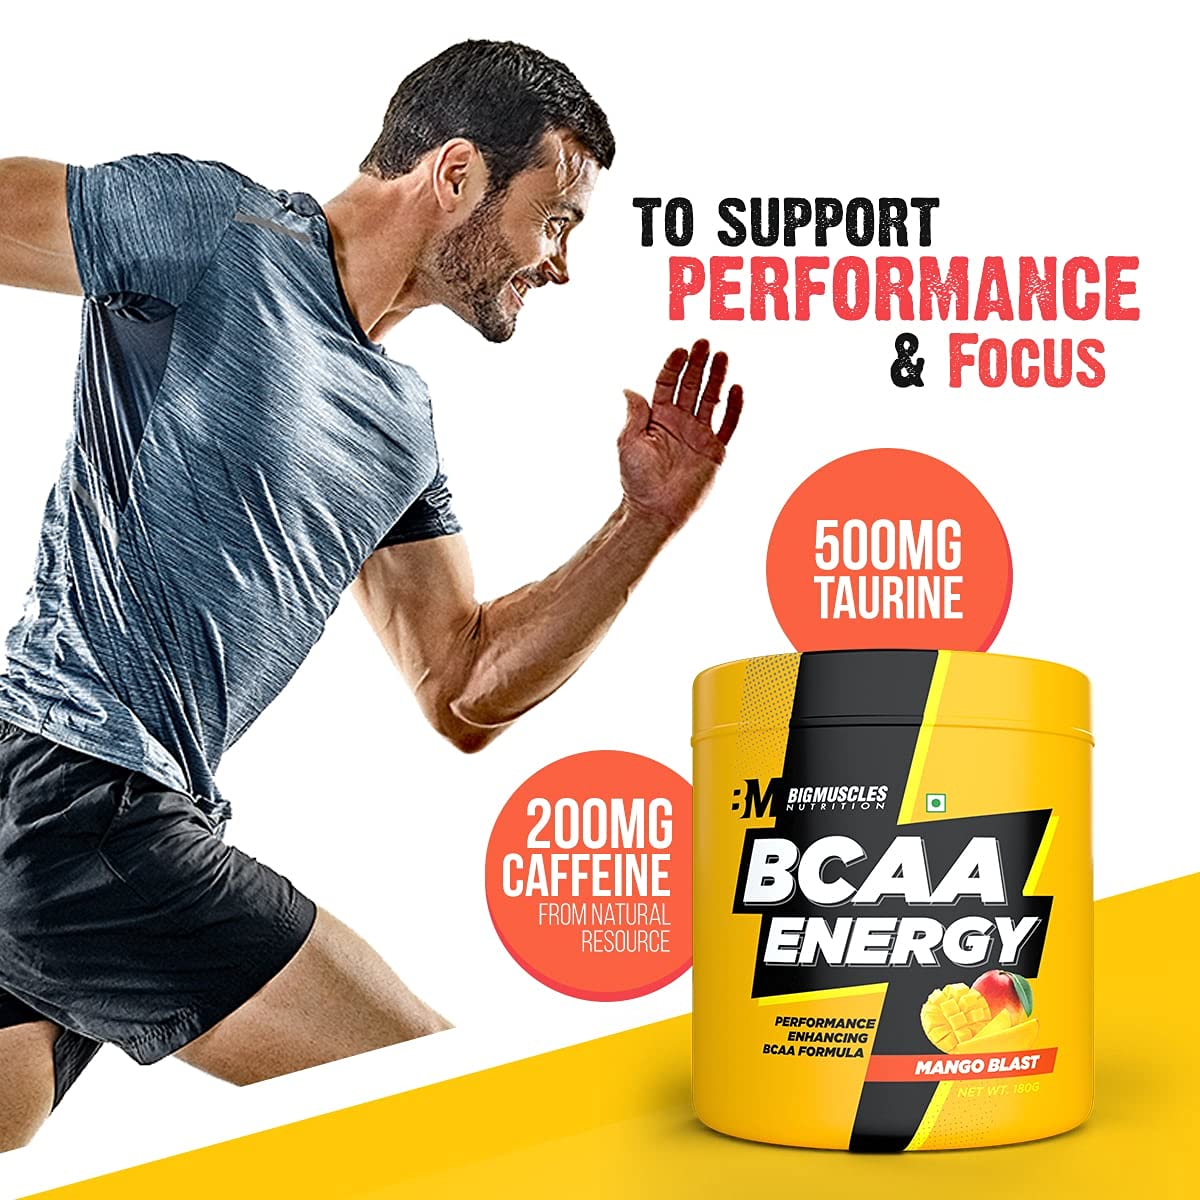 TO SUPPORT
PERFORMANCE
& FOCUS
500MG
TAURINE
200MG
CAFFEINE
FROM NATURAL
RESOURCE
BM BIGMUSCLES
NUTRITION
BCAA
ENERGY
PERFORMANCE
ENHANCING
BCAA FORMULA
MANGO BLAST
NET WT. 180G